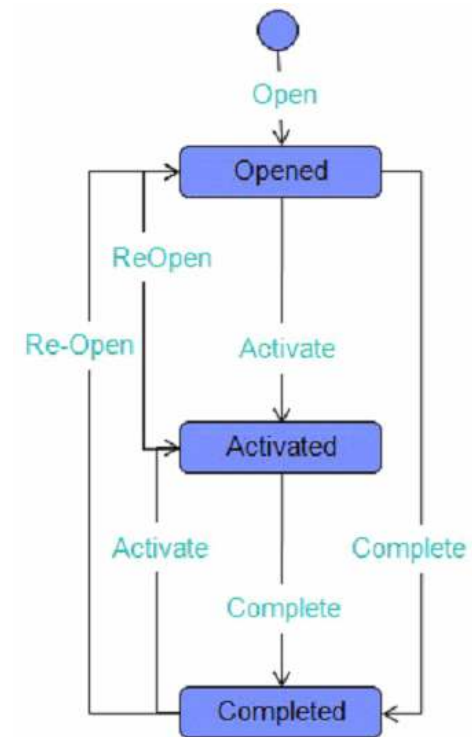 Open
Opened
ReOpen
Re-Open
Activate
Activated
Activate
Complete
Complete
Completed